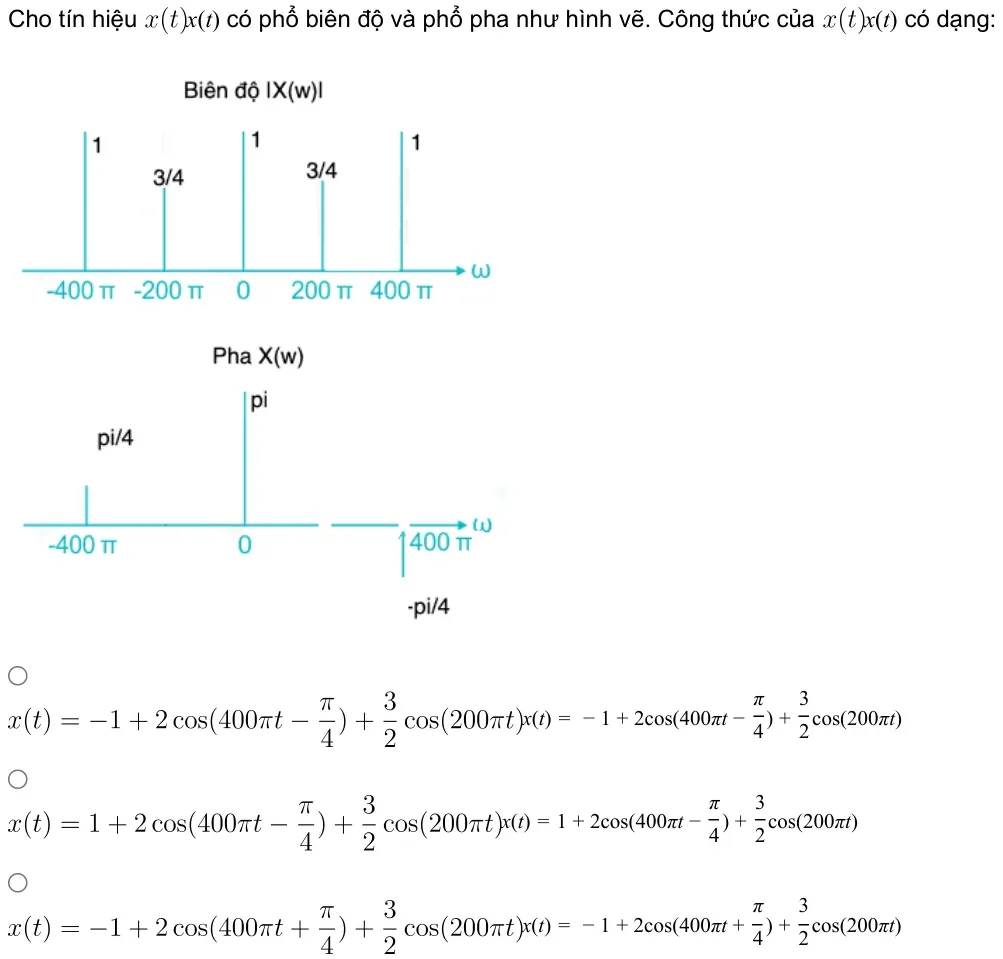 Cho tín hiệu x(t)x(t) có phổ biên độ và phổ pha như hình vẽ. Công thức của x(t)x(t) có dạng:
Biên độ IX(w)I
1 1 1
3/4 3/4
-400 π -200 π 0 200 π 400 π ω
Pha X(w)
pi
pi/4
-400 π 0 400 π ω
-pi/4
x(t) = −1 + 2 cos(400πt − π/4) + 3/2 cos(200πt)x(t) = − 1 + 2cos(400πt − π/4) + 3/2cos(200πt)
x(t) = 1 + 2 cos(400πt − π/4) + 3/2 cos(200πt)x(t) = 1 + 2cos(400πt − π/4) + 3/2cos(200πt)
x(t) = −1 + 2 cos(400πt + π/4) + 3/2 cos(200πt)x(t) = − 1 + 2cos(400πt + π/4) + 3/2cos(200πt)